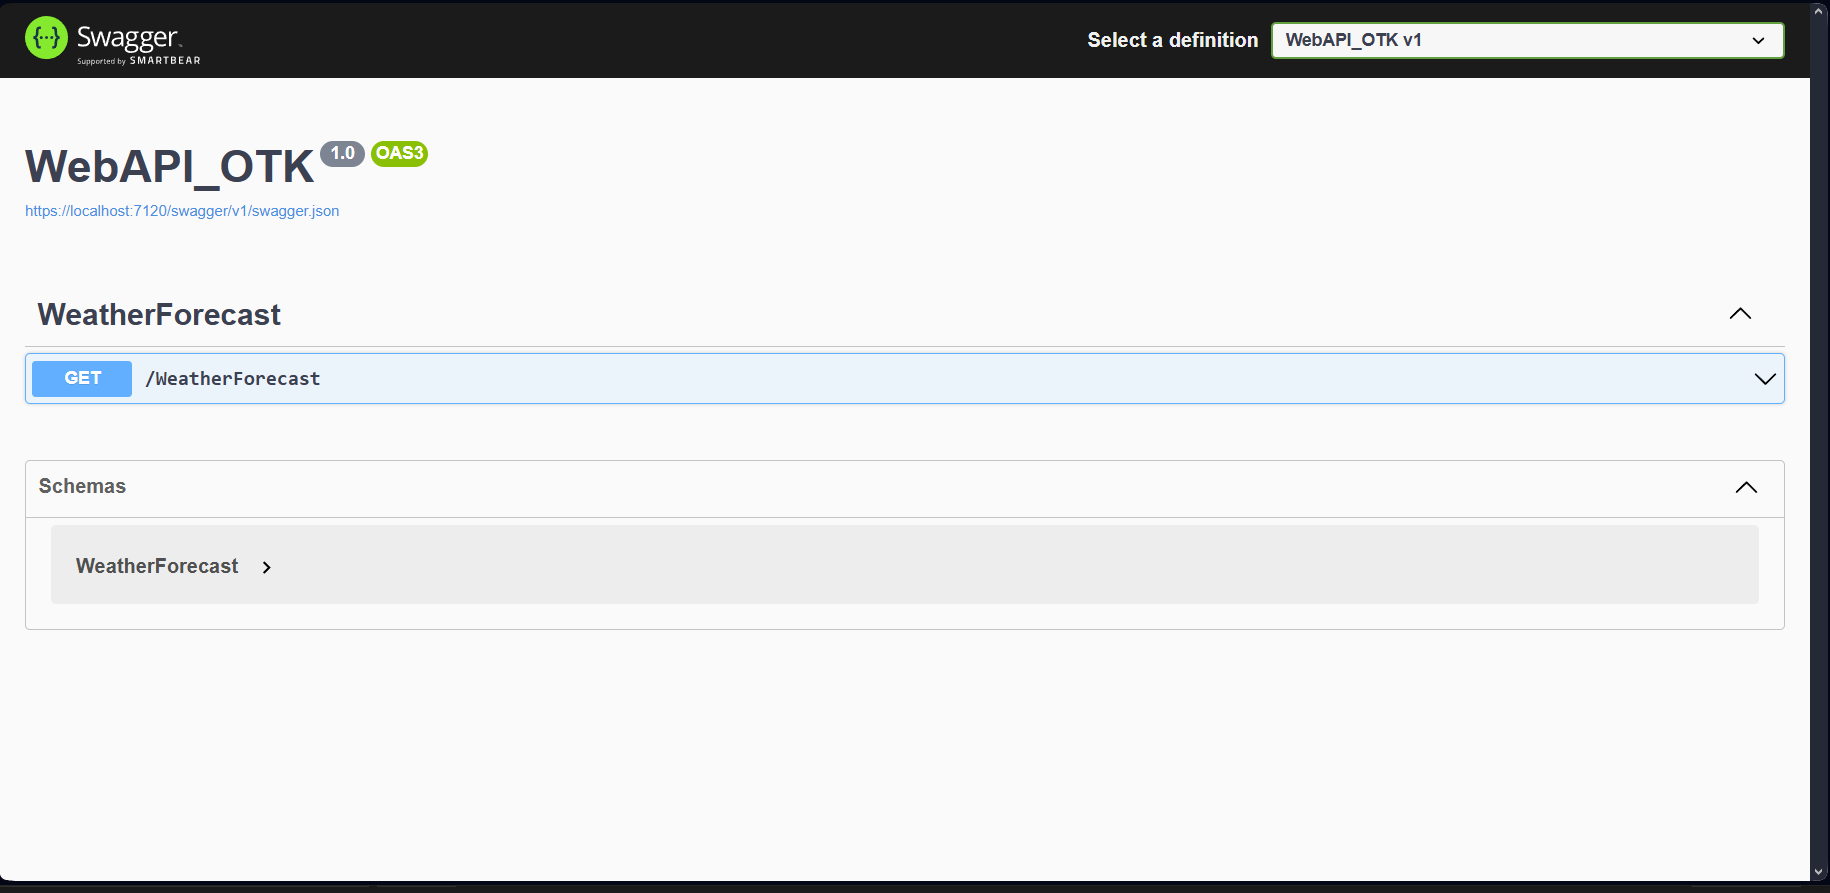 {···} Swagger™
Supported by SMARTBEAR
Select a definition
WebAPI_OTK v1
WebAPI_OTK 1.0 OAS3
https://localhost:7120/swagger/v1/swagger.json
WeatherForecast
GET /WeatherForecast
Schemas
WeatherForecast